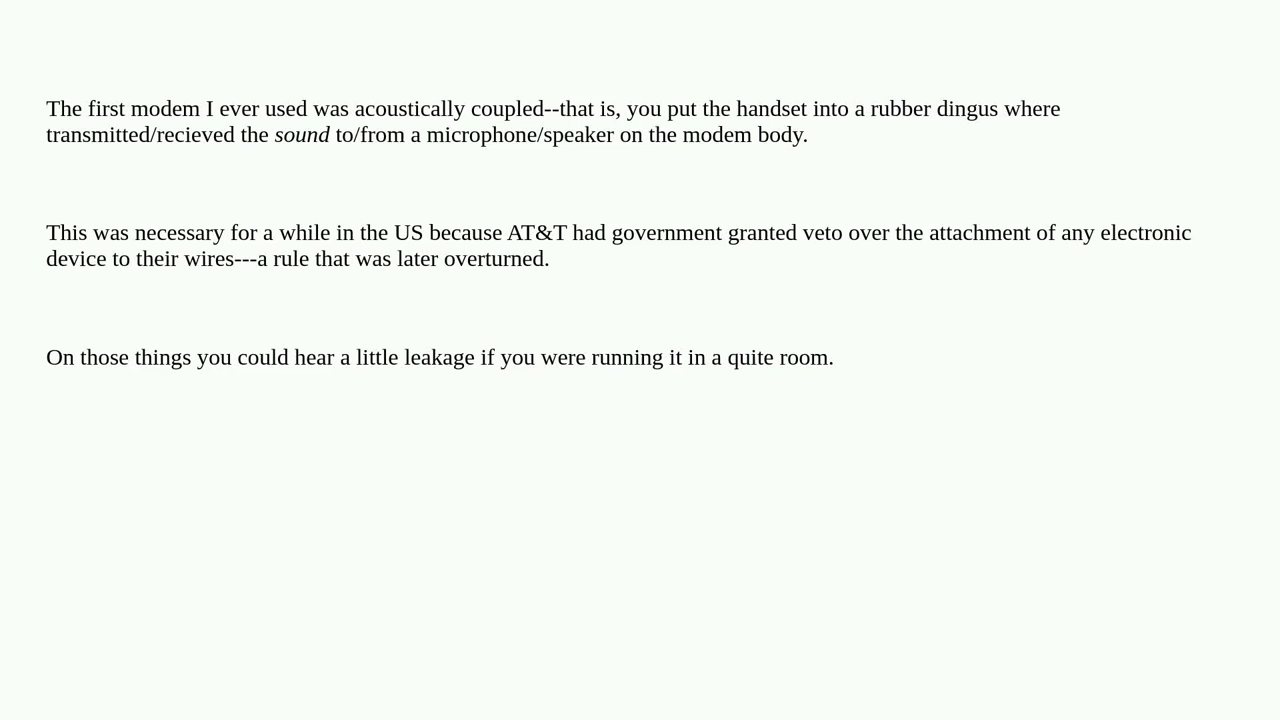 The first modem I ever used was acoustically coupled--that is, you put the handset into a rubber dingus where
transmitted/recieved the sound to/from a microphone/speaker on the modem body.
This was necessary for a while in the US because AT&T had government granted veto over the attachment of any electronic
device to their wires---a rule that was later overturned.
On those things you could hear a little leakage if you were running it in a quite room.